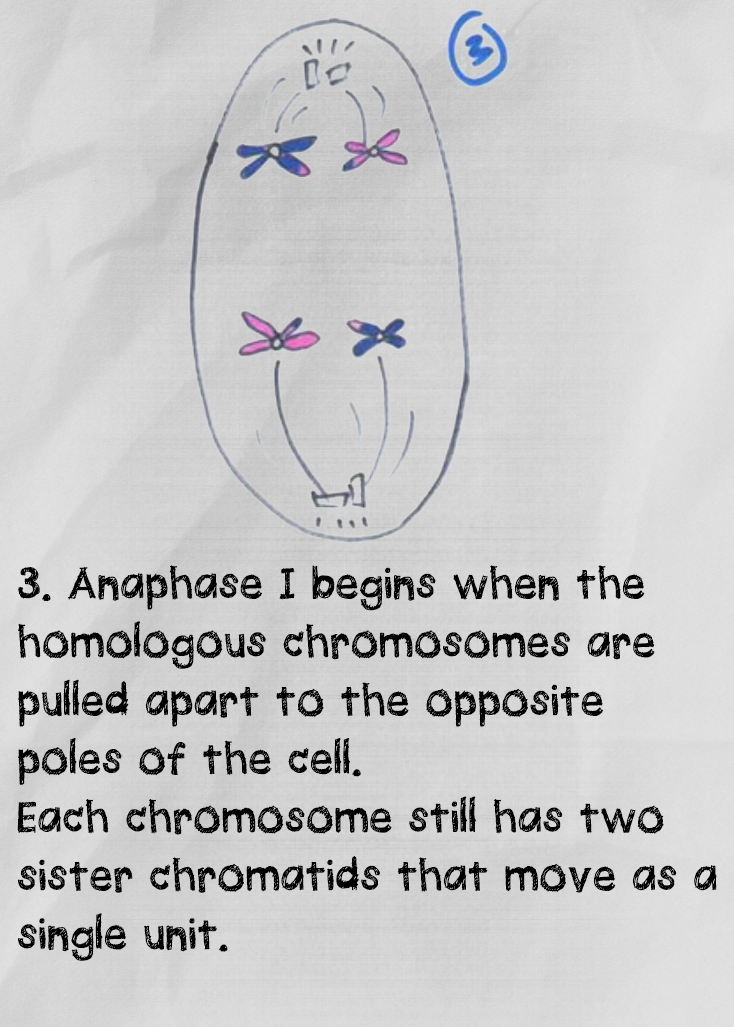 3
3. Anaphase I begins when the
homologous chromosomes are
pulled apart to the opposite
poles of the cell.
Each chromosome still has two
sister chromatids that move as a
single unit.